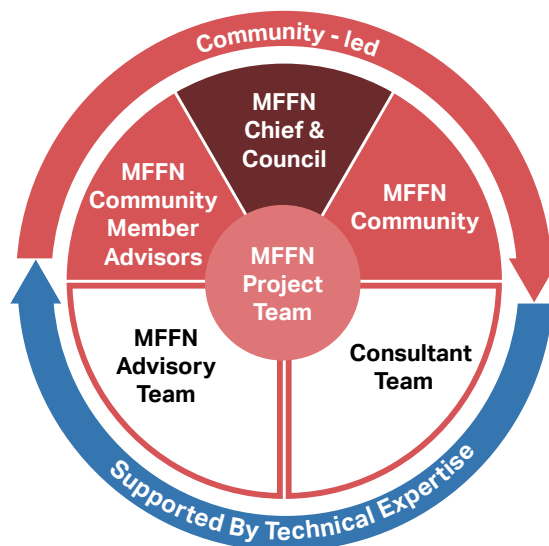 Community - led
MFFN
Chief &
Council
MFFN
Community
Member
Advisors
MFFN
Community
MFFN
Project
Team
MFFN
Advisory
Team
Consultant
Team
Supported By Technical Expertise